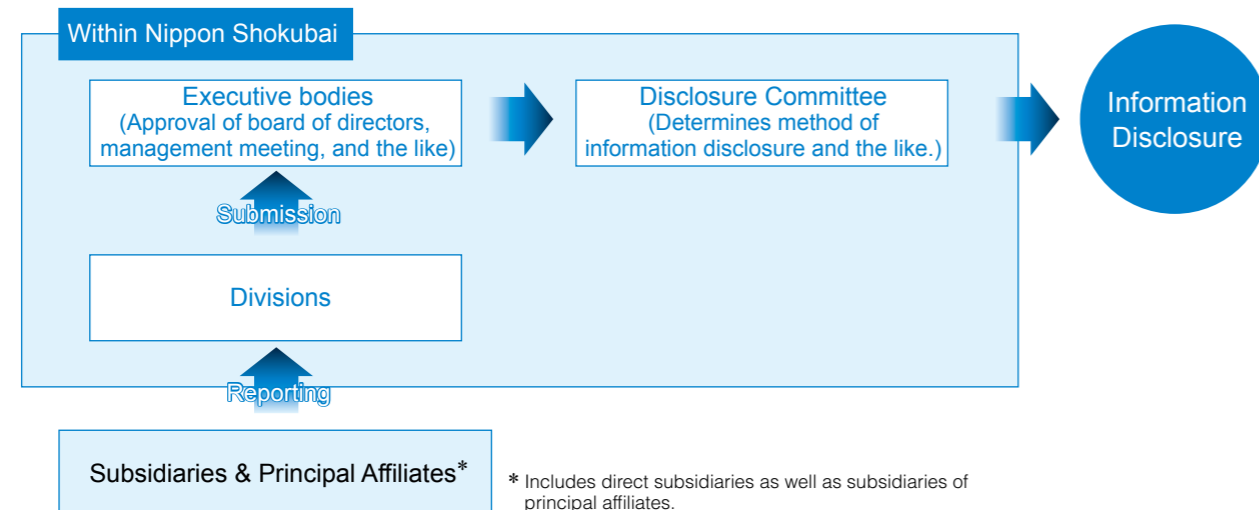 Within Nippon Shokubai
Executive bodies
(Approval of board of directors,
management meeting, and the like)
Disclosure Committee
(Determines method of
information disclosure and the like.)
Information
Disclosure
Submission
Divisions
Reporting
Subsidiaries & Principal Affiliates*
* Includes direct subsidiaries as well as subsidiaries of
principal affiliates.